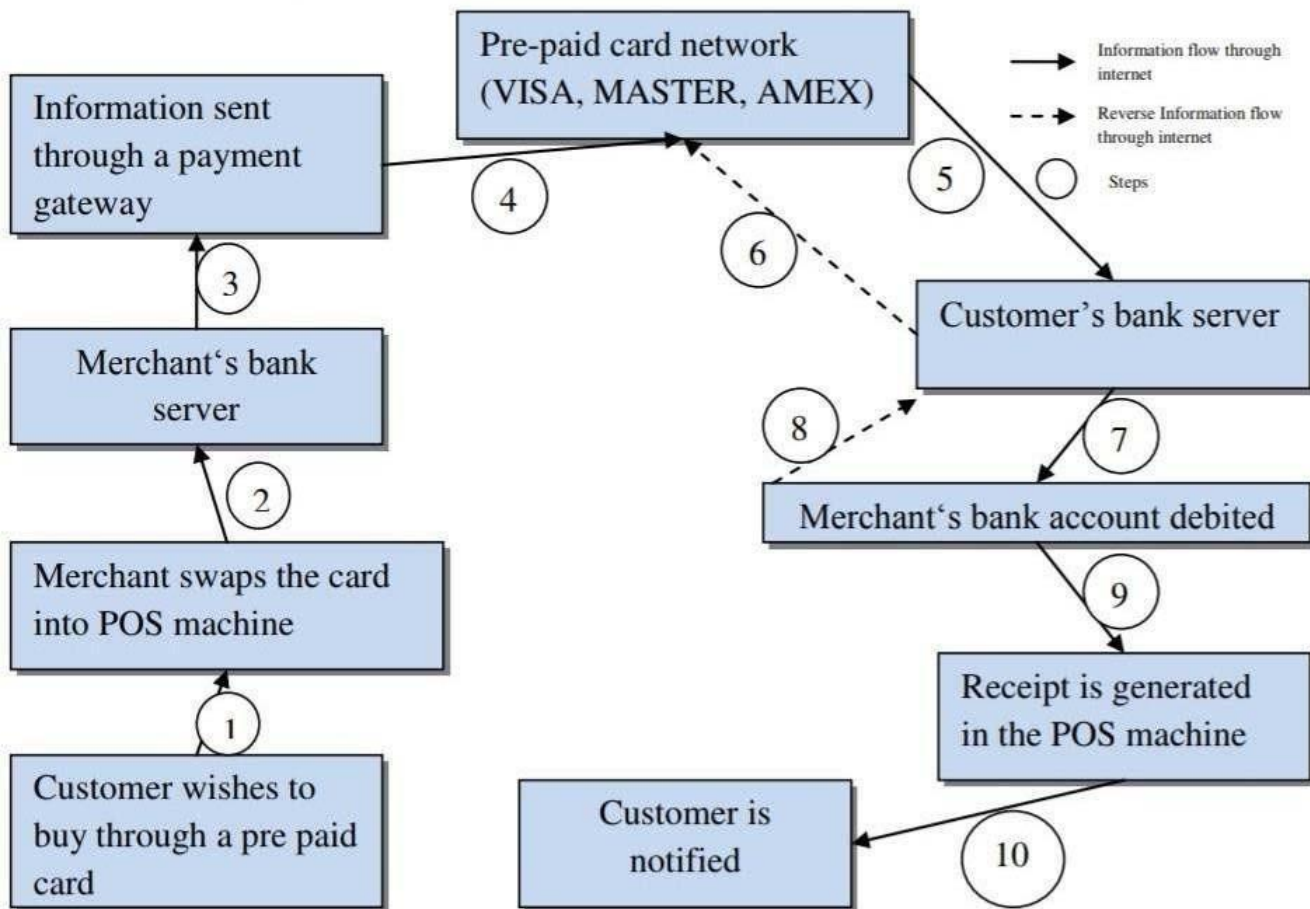 Pre-paid card network
(VISA, MASTER, AMEX)
Information flow through
internet
Reverse Information flow
through internet
Steps
Information sent
through a payment
gateway
4
5
6
3
Customer’s bank server
Merchant‘s bank
server
8
7
2
Merchant‘s bank account debited
Merchant swaps the card
into POS machine
9
Receipt is generated
in the POS machine
1
Customer wishes to
buy through a pre paid
card
Customer is
notified
10